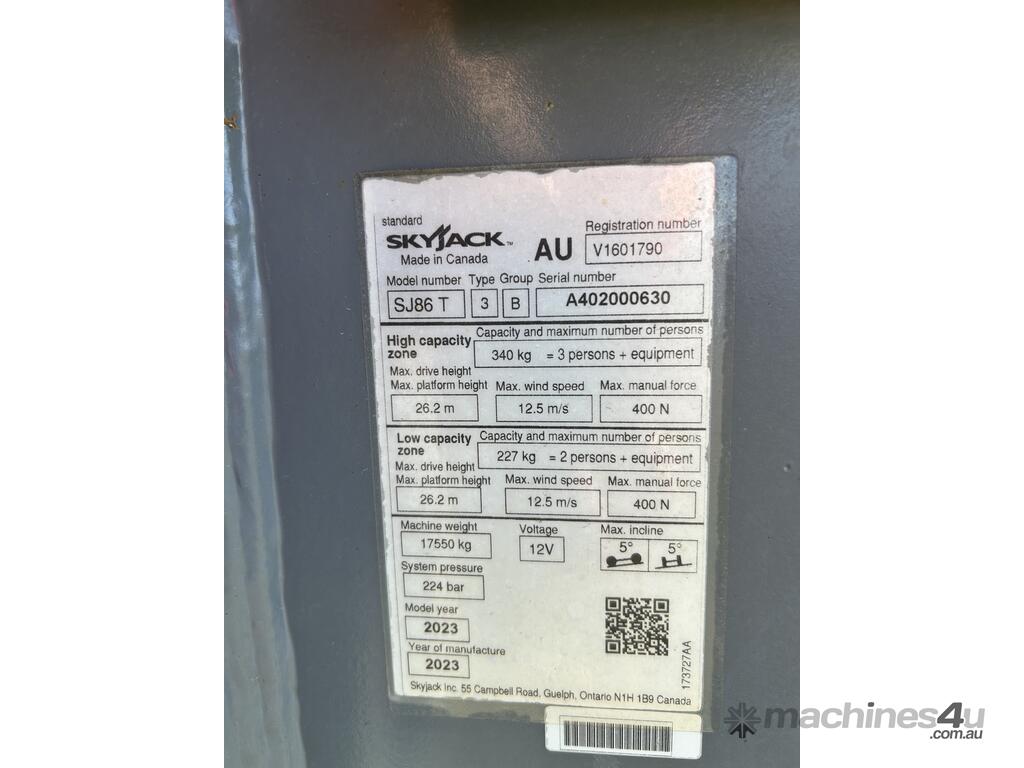 standard
SKYJACK™ AU
Made in Canada
Registration number
V1601790
Model number Type Group Serial number
SJ86 T 3 B A402000630
High capacity zone
Capacity and maximum number of persons
340 kg = 3 persons + equipment
Max. drive height
Max. platform height Max. wind speed Max. manual force
26.2 m 12.5 m/s 400 N
Low capacity zone
Capacity and maximum number of persons
227 kg = 2 persons + equipment
Max. drive height
Max. platform height Max. wind speed Max. manual force
26.2 m 12.5 m/s 400 N
Machine weight Voltage Max. incline
17550 kg 12V 5° 5°
System pressure
224 bar
Model year
2023
Year of manufacture
2023
173727AA
Skyjack Inc. 55 Campbell Road, Guelph, Ontario N1H 1B9 Canada
machines4u
.com.au